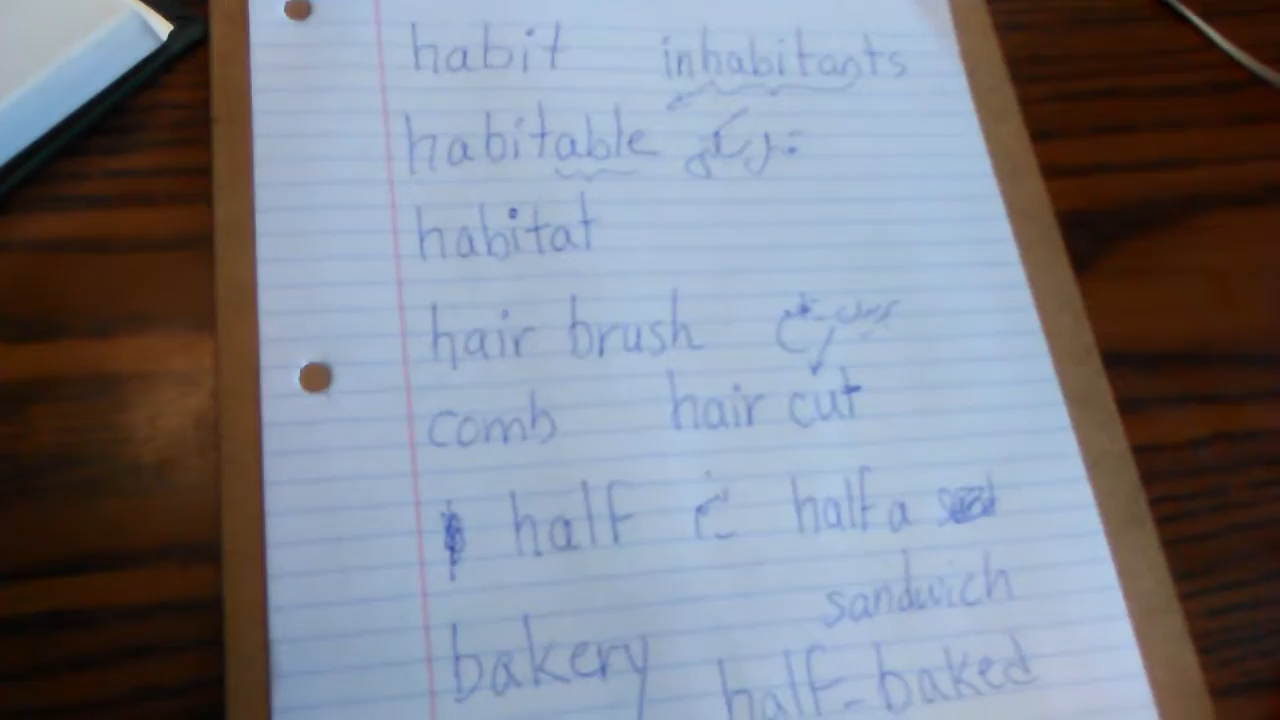 habit inhabitants
habitable
habitat
hair brush
comb hair cut
half half a
sandwich
bakery half-baked